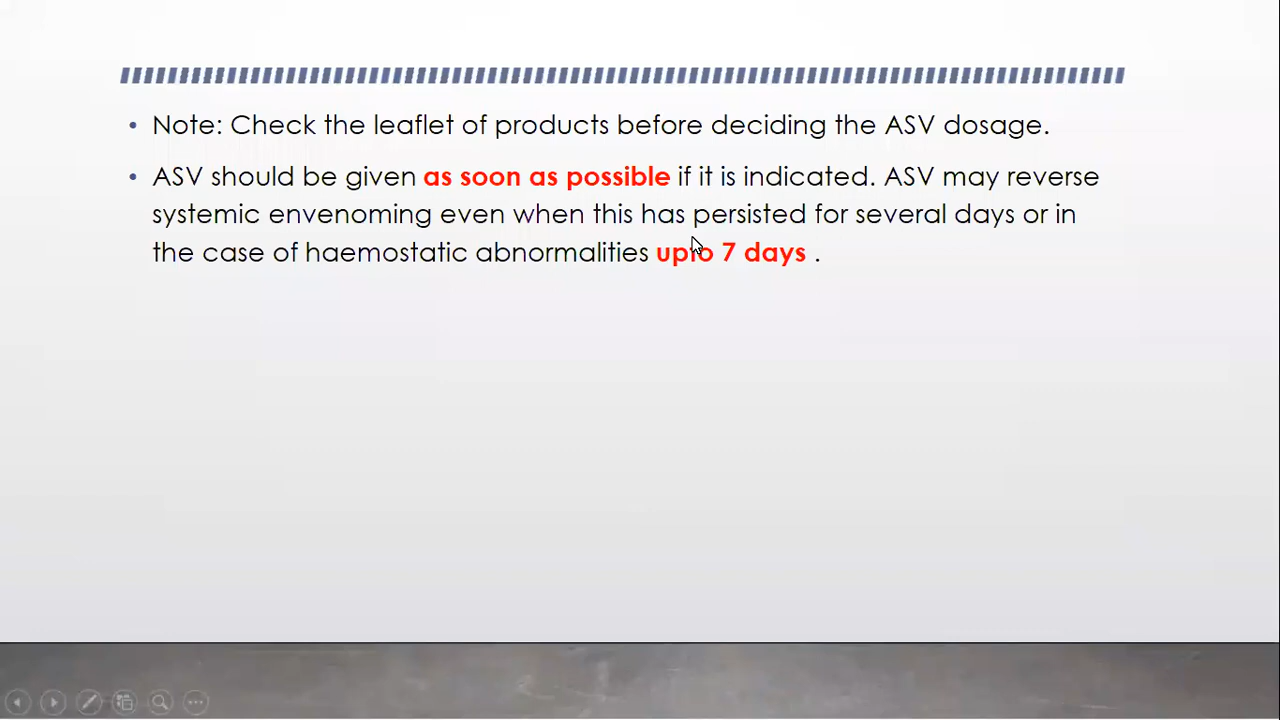 • Note: Check the leaflet of products before deciding the ASV dosage.
• ASV should be given as soon as possible if it is indicated. ASV may reverse
systemic envenoming even when this has persisted for several days or in
the case of haemostatic abnormalities upto 7 days .